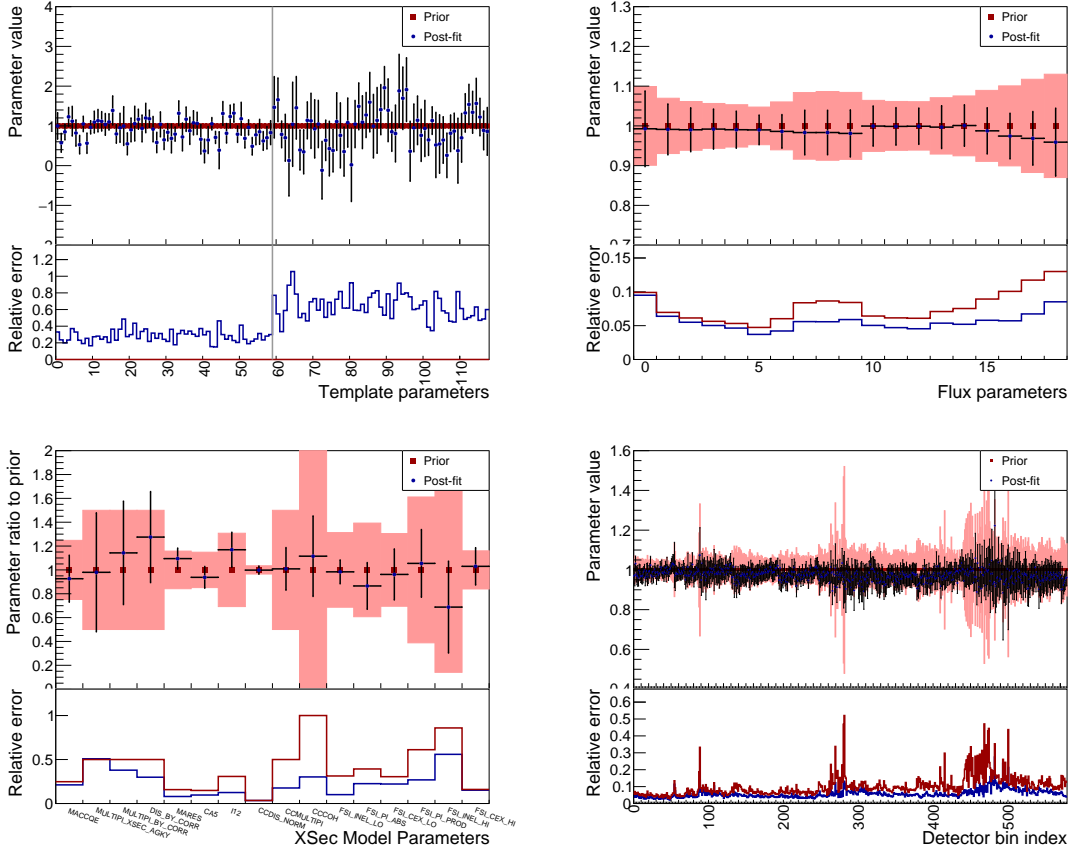 Parameter value
4
3
2
1
0
−1
−2
Prior
Post-fit
Relative error
1.2
1
0.8
0.6
0.4
0.2
0
0
10
20
30
40
50
60
70
80
90
100
110
Template parameters
Parameter value
1.3
1.2
1.1
1
0.9
0.8
0.7
Prior
Post-fit
Relative error
0.15
0.1
0.05
0
0
5
10
15
Flux parameters
Parameter ratio to prior
2
1.8
1.6
1.4
1.2
1
0.8
0.6
0.4
0.2
0
Prior
Post-fit
Relative error
1
0.5
0
MACCQE
MULTIPI_XSEC_AGKY
MULTIPI_BY_CORR
DIS_BY_CORR
MARES
CA5
I12
CCDIS_NORM
CCMULTIPI
CCCOH
FSI_INEL_LO
FSI_PI_ABS
FSI_CEX_LO
FSI_PI_PROD
FSI_INEL_HI
FSI_CEX_HI
XSec Model Parameters
Parameter value
1.6
1.4
1.2
1
0.8
0.6
0.4
Prior
Post-fit
Relative error
0.6
0.5
0.4
0.3
0.2
0.1
0
0
100
200
300
400
500
Detector bin index